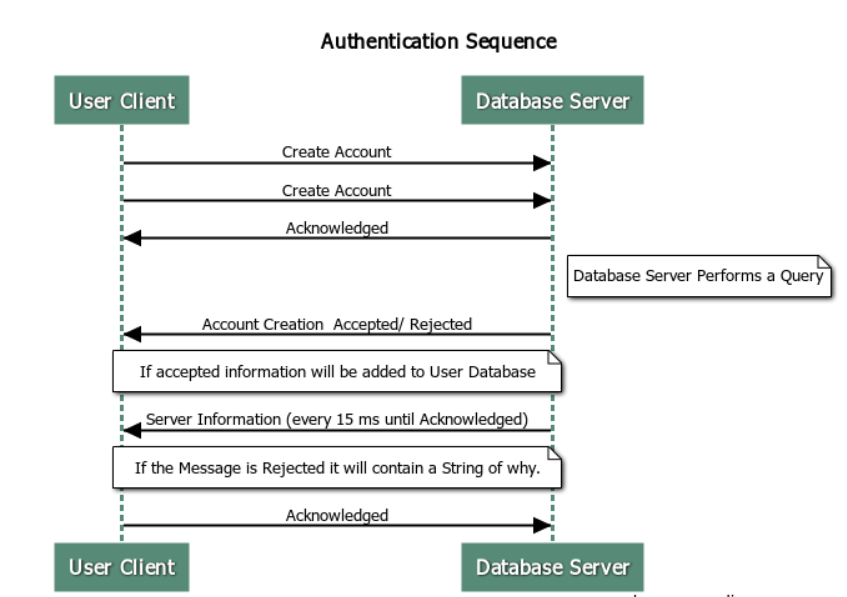 Authentication Sequence
User Client
Database Server
Create Account
Create Account
Acknowledged
Database Server Performs a Query
Account Creation  Accepted/ Rejected
If accepted information will be added to User Database
Server Information (every 15 ms until Acknowledged)
If the Message is Rejected it will contain a String of why.
Acknowledged
User Client
Database Server